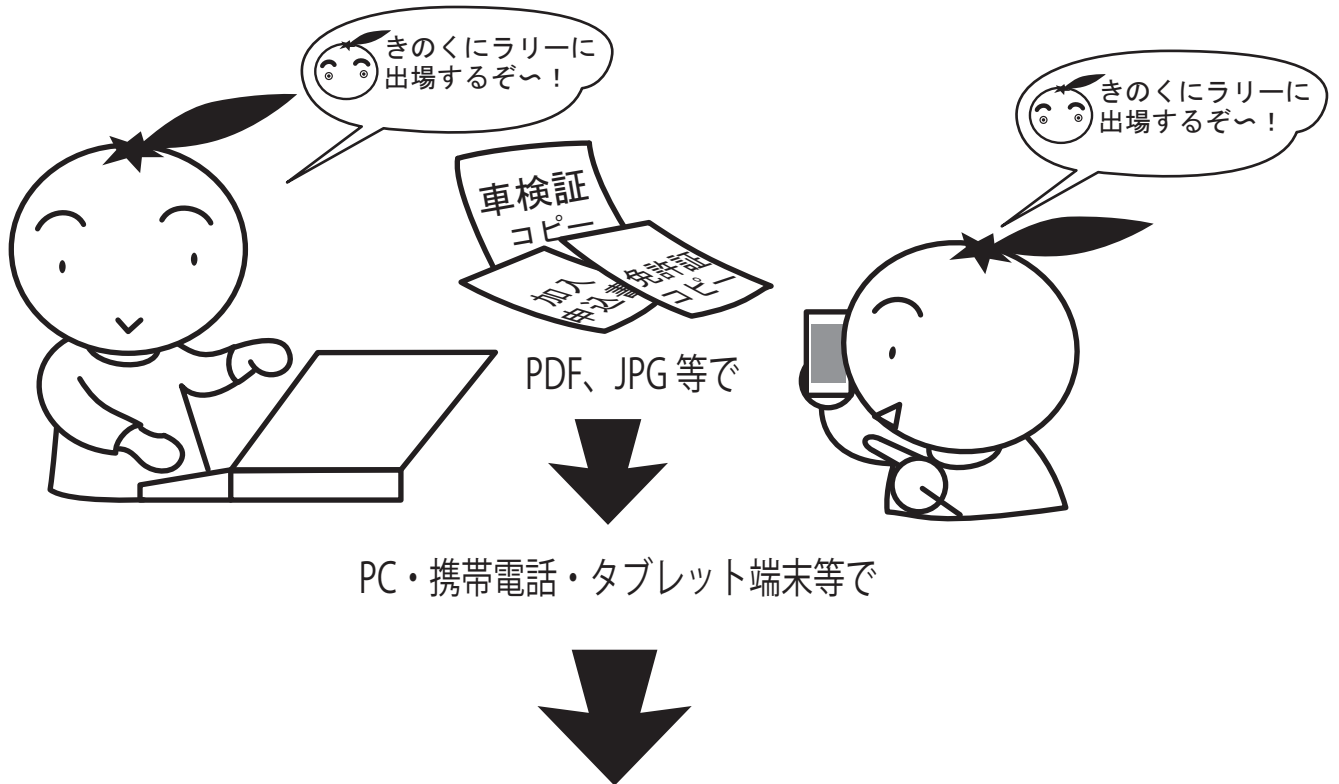 きのくにラリーに
出場するぞ〜！
きのくにラリーに
出場するぞ〜！
車検証
コピー
加入
申込書
免許証
コピー
PDF、JPG 等で
PC・携帯電話・タブレット端末等で